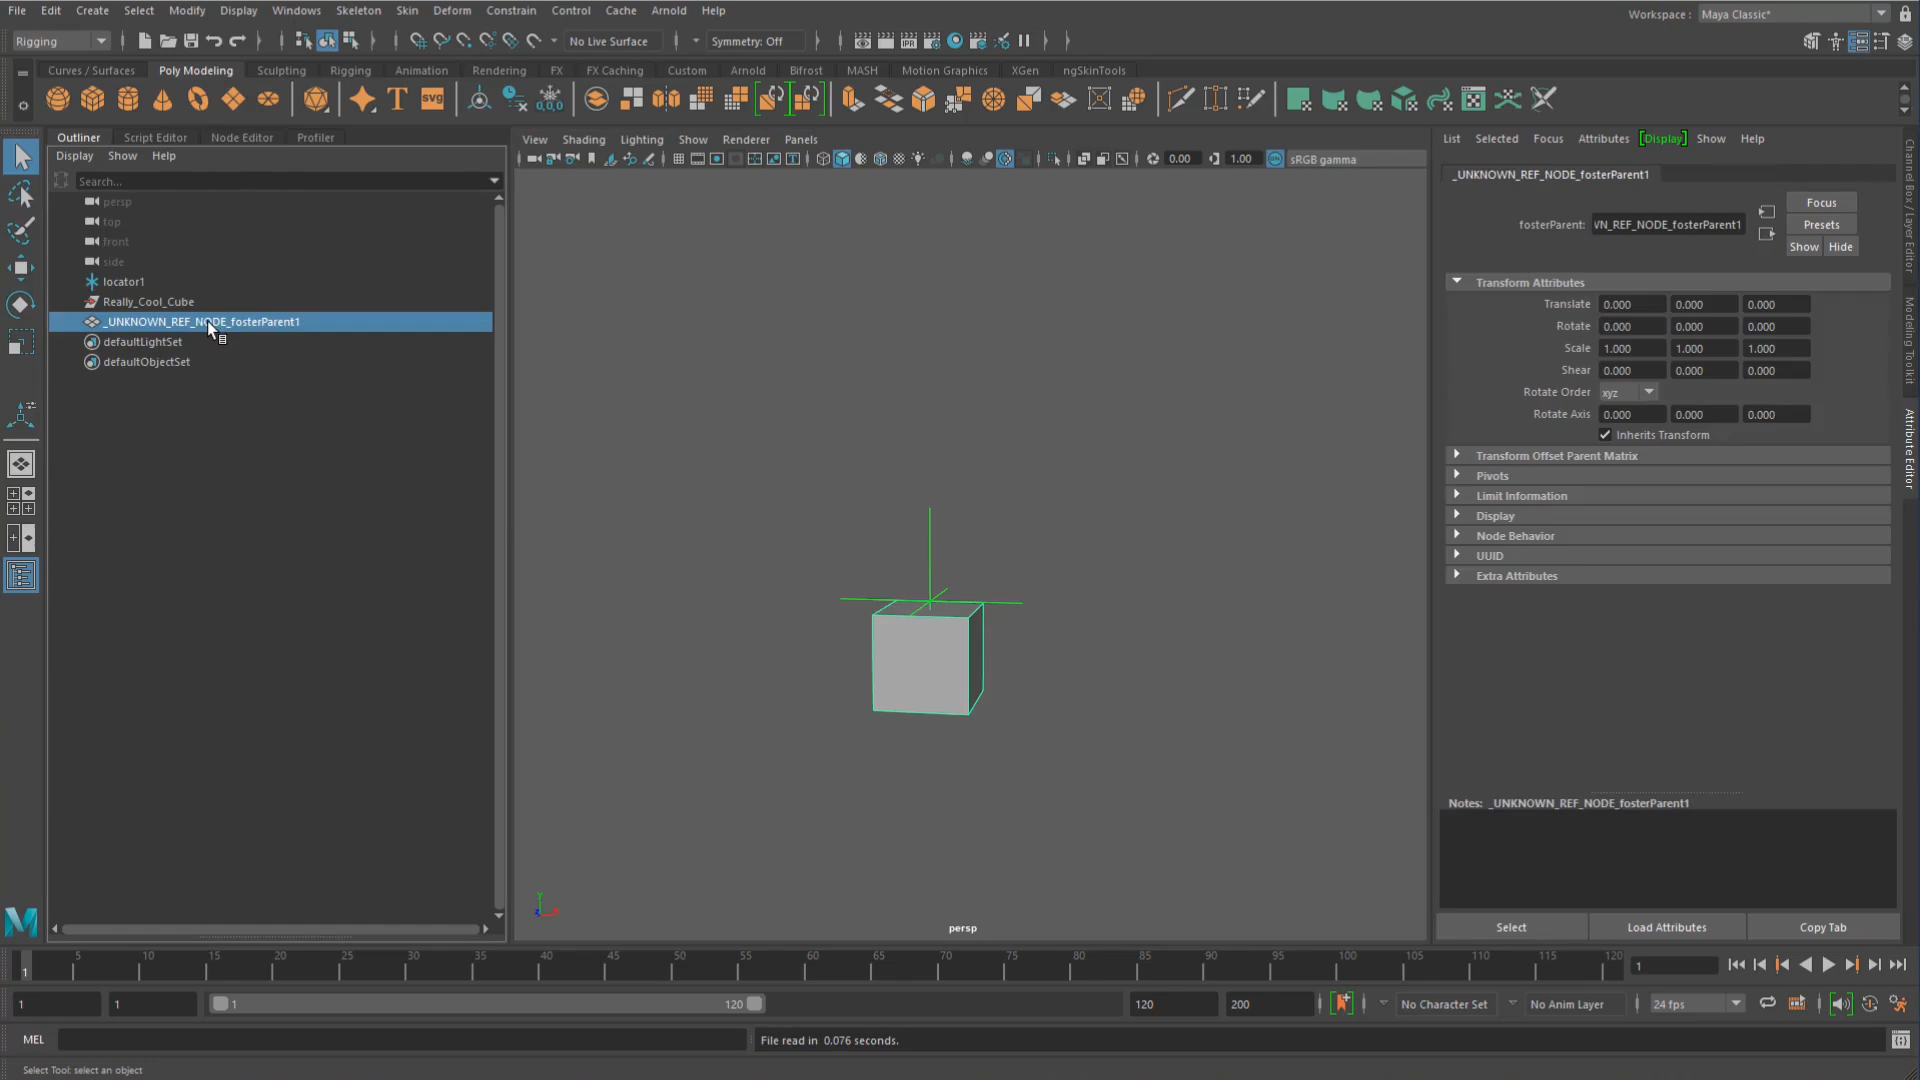 File Edit Create Select Modify Display Windows Skeleton Skin Deform Constrain Control Cache Arnold Help
Workspace : Maya Classic*
Rigging No Live Surface Symmetry: Off
Curves / Surfaces Poly Modeling Sculpting Rigging Animation Rendering FX FX Caching Custom Arnold Bifrost MASH Motion Graphics XGen ngSkinTools
Outliner Script Editor Node Editor Profiler
Display Show Help
Search...
persp
top
front
side
locator1
Really_Cool_Cube
_UNKNOWN_REF_NODE_fosterParent1
defaultLightSet
defaultObjectSet
View Shading Lighting Show Renderer Panels
0.00 1.00 sRGB gamma
persp
List Selected Focus Attributes [Display] Show Help
_UNKNOWN_REF_NODE_fosterParent1
Focus
fosterParent: VN_REF_NODE_fosterParent1 Presets
Show Hide
Transform Attributes
Translate 0.000 0.000 0.000
Rotate 0.000 0.000 0.000
Scale 1.000 1.000 1.000
Shear 0.000 0.000 0.000
Rotate Order xyz
Rotate Axis 0.000 0.000 0.000
Inherits Transform
Transform Offset Parent Matrix
Pivots
Limit Information
Display
Node Behavior
UUID
Extra Attributes
Notes: _UNKNOWN_REF_NODE_fosterParent1
Select Load Attributes Copy Tab
Channel Box / Layer Editor
Modeling Toolkit
Attribute Editor
5 10 15 20 25 30 35 40 45 50 55 60 65 70 75 80 85 90 95 100 105 110 115 120
1 1
1 1 1 120 120 200 No Character Set No Anim Layer 24 fps
MEL File read in 0.076 seconds.
Select Tool: select an object